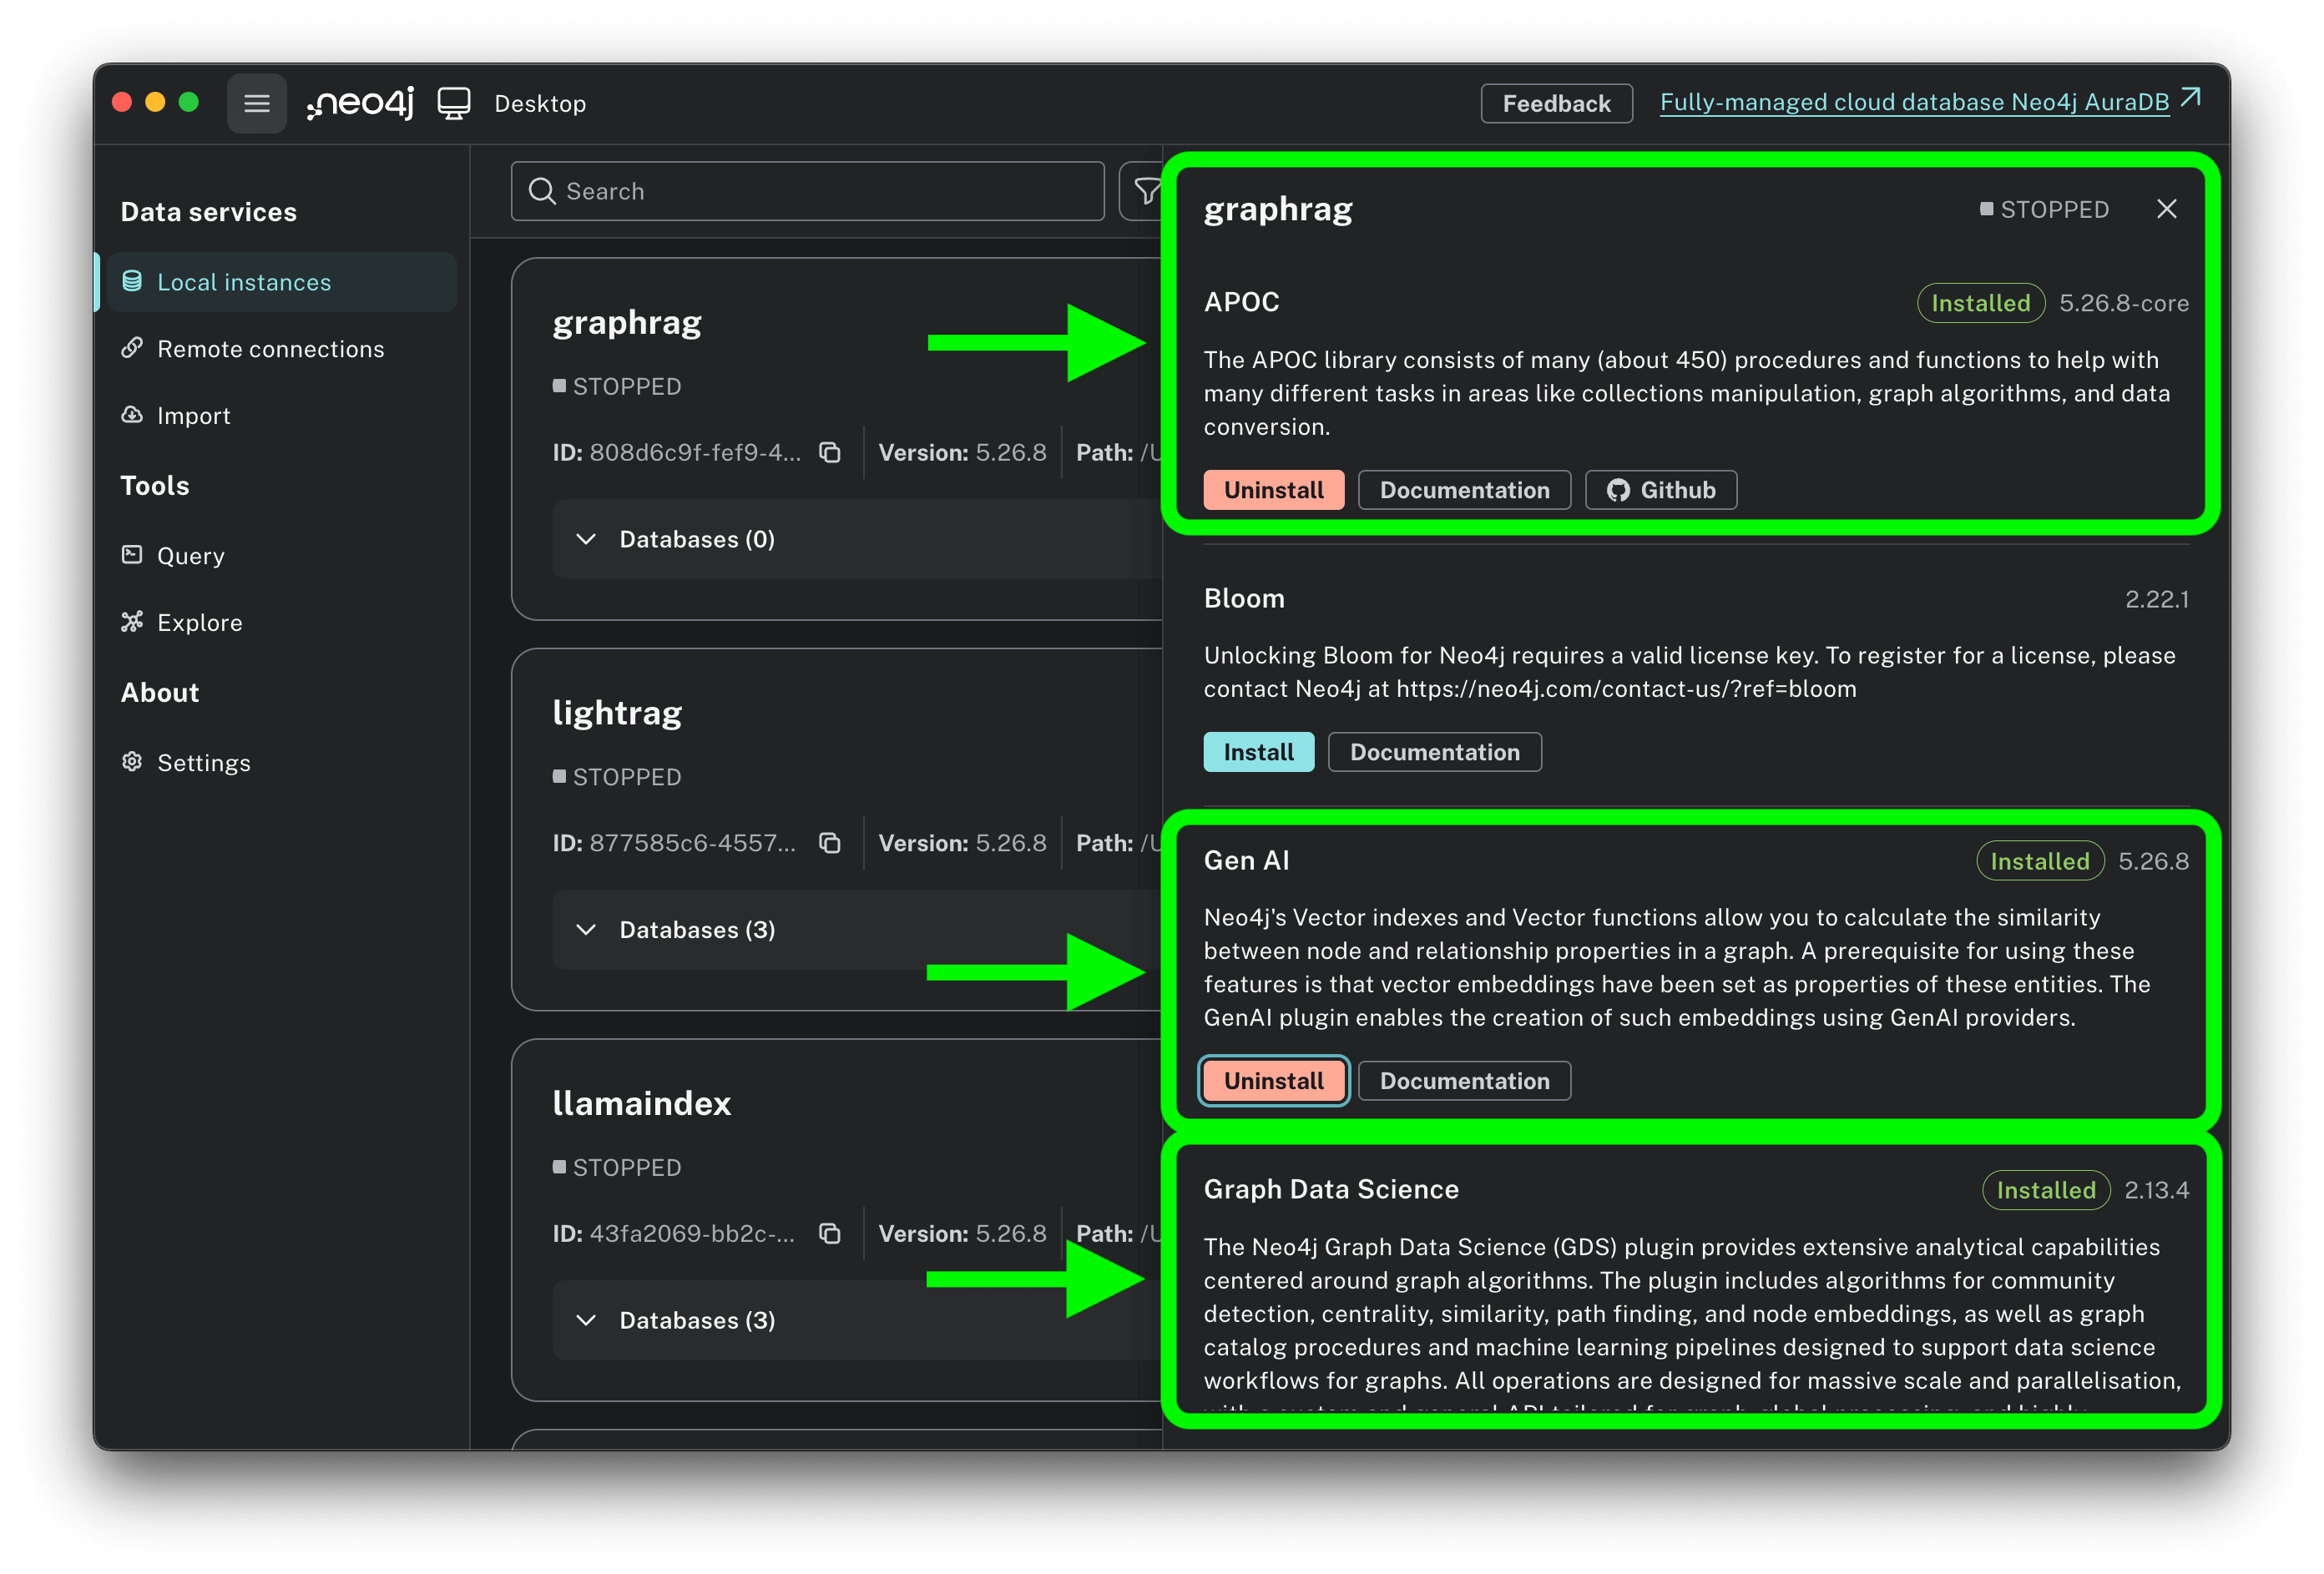 neo4j Desktop
Feedback
Fully-managed cloud database Neo4j AuraDB
Data services
Local instances
Remote connections
Import
Tools
Query
Explore
About
Settings
Search
graphrag
STOPPED
ID: 808d6c9f-fef9-4...
Version: 5.26.8
Path: /U
Databases (0)
lightrag
STOPPED
ID: 877585c6-4557...
Version: 5.26.8
Path: /U
Databases (3)
llamaindex
STOPPED
ID: 43fa2069-bb2c-...
Version: 5.26.8
Path: /U
Databases (3)
graphrag
STOPPED
APOC
Installed 5.26.8-core
The APOC library consists of many (about 450) procedures and functions to help with
many different tasks in areas like collections manipulation, graph algorithms, and data
conversion.
Uninstall
Documentation
Github
Bloom
2.22.1
Unlocking Bloom for Neo4j requires a valid license key. To register for a license, please
contact Neo4j at https://neo4j.com/contact-us/?ref=bloom
Install
Documentation
Gen AI
Installed 5.26.8
Neo4j's Vector indexes and Vector functions allow you to calculate the similarity
between node and relationship properties in a graph. A prerequisite for using these
features is that vector embeddings have been set as properties of these entities. The
GenAI plugin enables the creation of such embeddings using GenAI providers.
Uninstall
Documentation
Graph Data Science
Installed 2.13.4
The Neo4j Graph Data Science (GDS) plugin provides extensive analytical capabilities
centered around graph algorithms. The plugin includes algorithms for community
detection, centrality, similarity, path finding, and node embeddings, as well as graph
catalog procedures and machine learning pipelines designed to support data science
workflows for graphs. All operations are designed for massive scale and parallelisation,